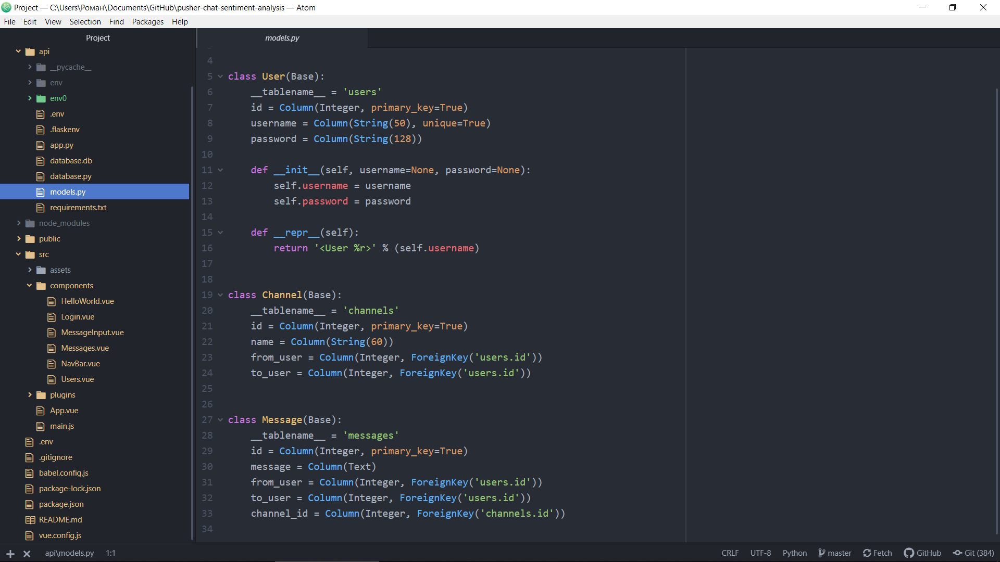 Project — C:\Users\Роман\Documents\GitHub\pusher-chat-sentiment-analysis — Atom
File Edit View Selection Find Packages Help
Project
api
__pycache__
env
env0
.env
.flaskenv
app.py
database.db
database.py
models.py
requirements.txt
node_modules
public
src
assets
components
HelloWorld.vue
Login.vue
MessageInput.vue
Messages.vue
NavBar.vue
Users.vue
plugins
App.vue
main.js
.env
.gitignore
babel.config.js
package-lock.json
package.json
README.md
vue.config.js
models.py
4
5 class User(Base):
6     __tablename__ = 'users'
7     id = Column(Integer, primary_key=True)
8     username = Column(String(50), unique=True)
9     password = Column(String(128))
10
11     def __init__(self, username=None, password=None):
12         self.username = username
13         self.password = password
14
15     def __repr__(self):
16         return '<User %r>' % (self.username)
17
18
19 class Channel(Base):
20     __tablename__ = 'channels'
21     id = Column(Integer, primary_key=True)
22     name = Column(String(60))
23     from_user = Column(Integer, ForeignKey('users.id'))
24     to_user = Column(Integer, ForeignKey('users.id'))
25
26
27 class Message(Base):
28     __tablename__ = 'messages'
29     id = Column(Integer, primary_key=True)
30     message = Column(Text)
31     from_user = Column(Integer, ForeignKey('users.id'))
32     to_user = Column(Integer, ForeignKey('users.id'))
33     channel_id = Column(Integer, ForeignKey('channels.id'))
34
api\models.py 1:1 CRLF UTF-8 Python master Fetch GitHub Git (384)